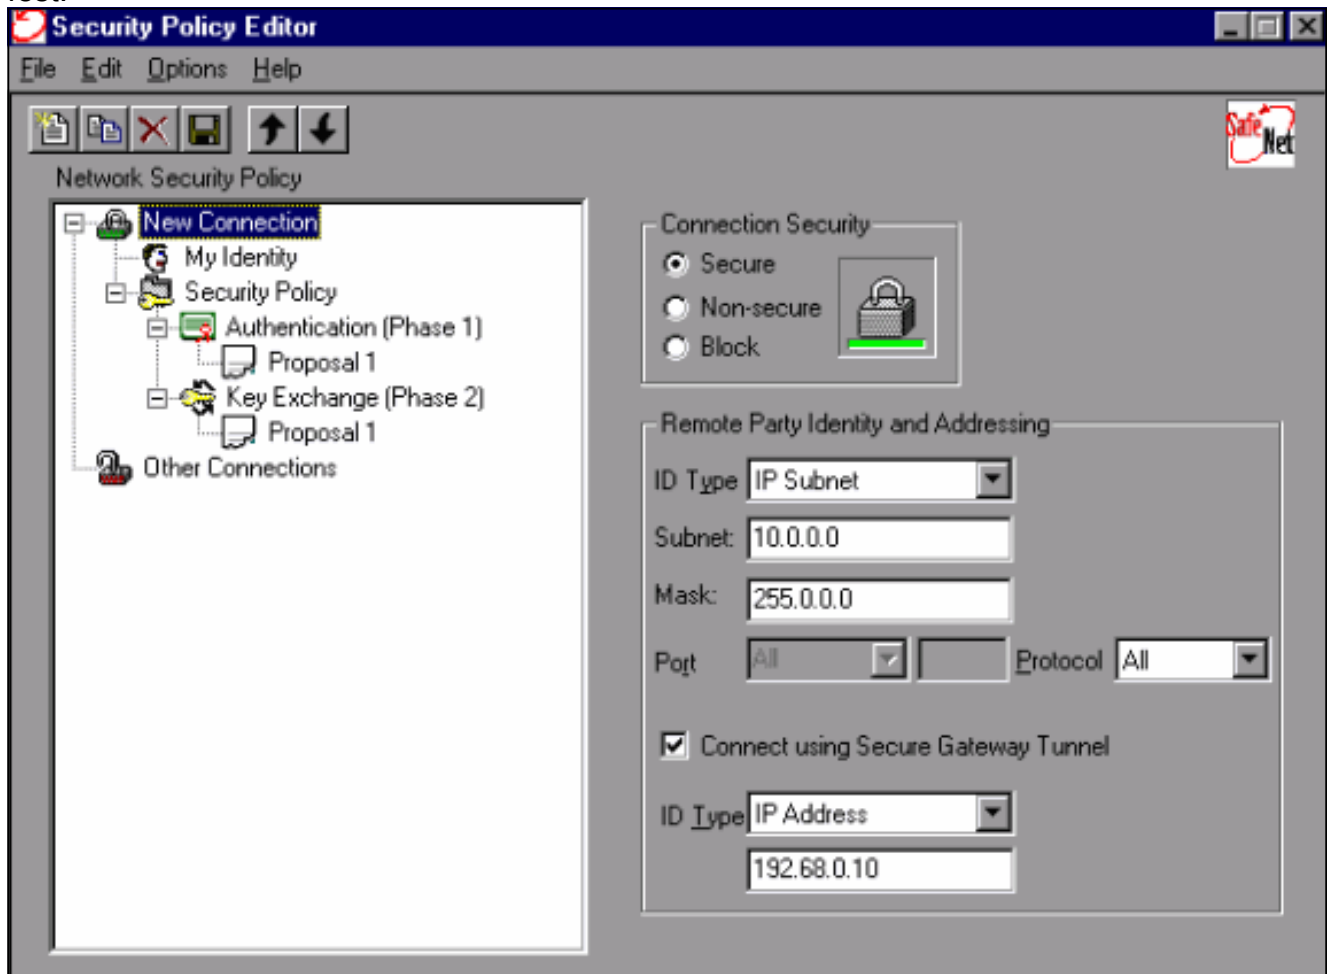 Security Policy Editor
File Edit Options Help
Safe Net
Network Security Policy
New Connection
My Identity
Security Policy
Authentication (Phase 1)
Proposal 1
Key Exchange (Phase 2)
Proposal 1
Other Connections
Connection Security
Secure
Non-secure
Block
Remote Party Identity and Addressing
ID Type IP Subnet
Subnet: 10.0.0.0
Mask: 255.0.0.0
Port All Protocol All
Connect using Secure Gateway Tunnel
ID Type IP Address
192.68.0.10